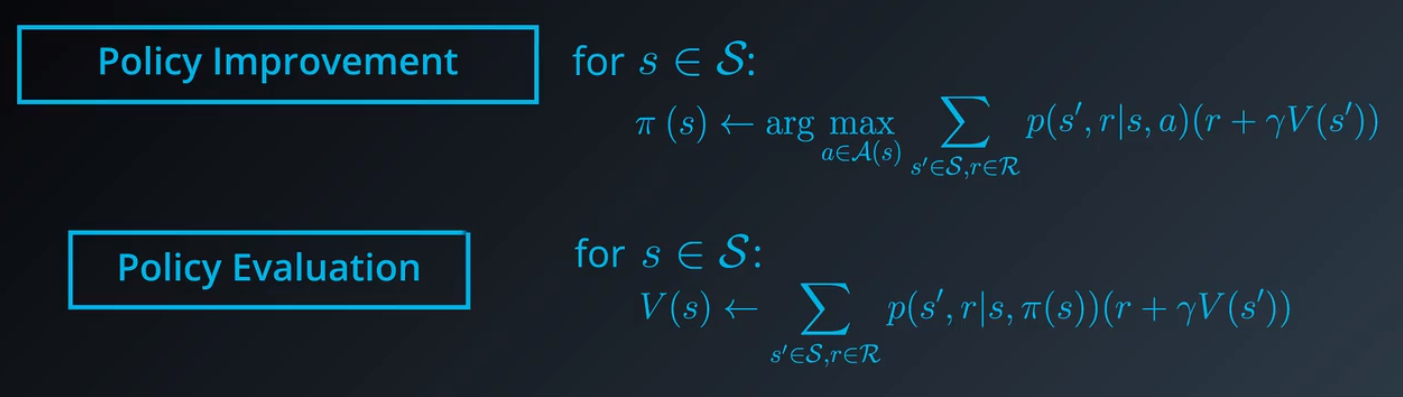 Policy Improvement
for s ∈ 𝒮:
π (s) ← arg max_{a∈𝒜(s)} ∑_{s′∈𝒮,r∈ℛ} p(s′, r|s, a)(r + γV(s′))
Policy Evaluation
for s ∈ 𝒮:
V(s) ← ∑_{s′∈𝒮,r∈ℛ} p(s′, r|s, π(s))(r + γV(s′))